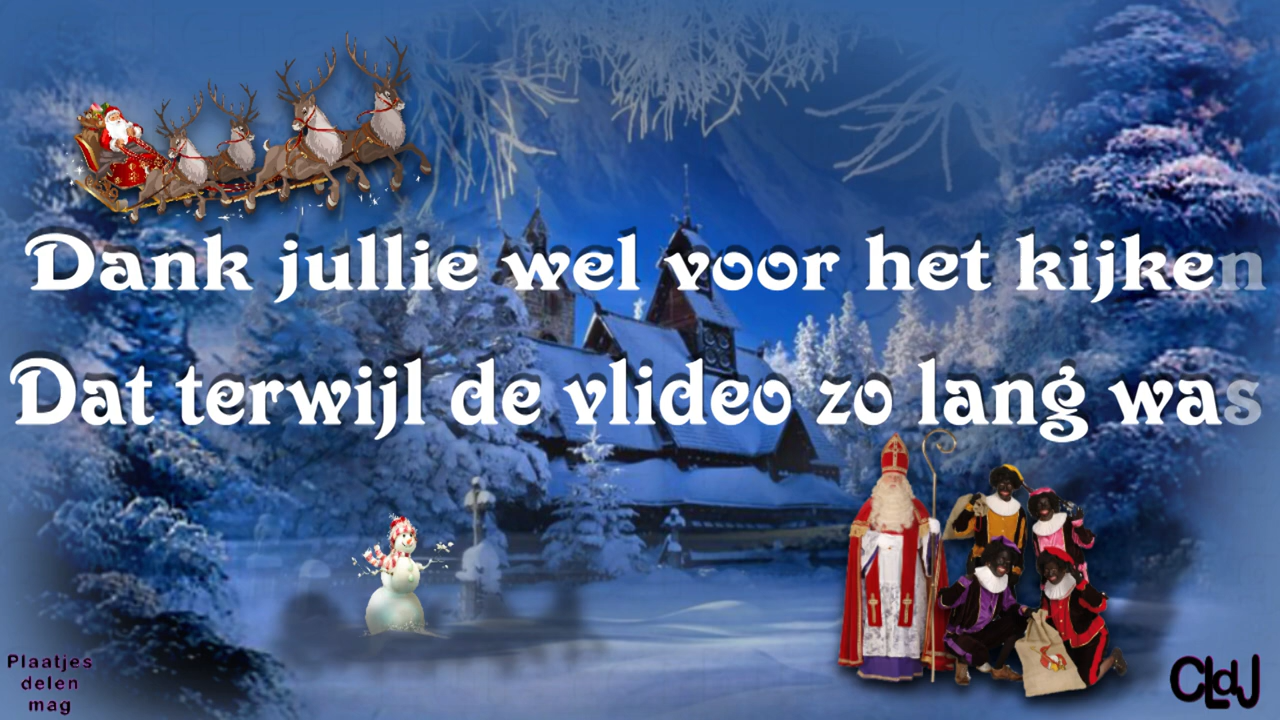 Dank jullie wel voor het kijken
Dat terwijl de vlideo zo lang was
Plaatjes
delen
mag
CLdJ